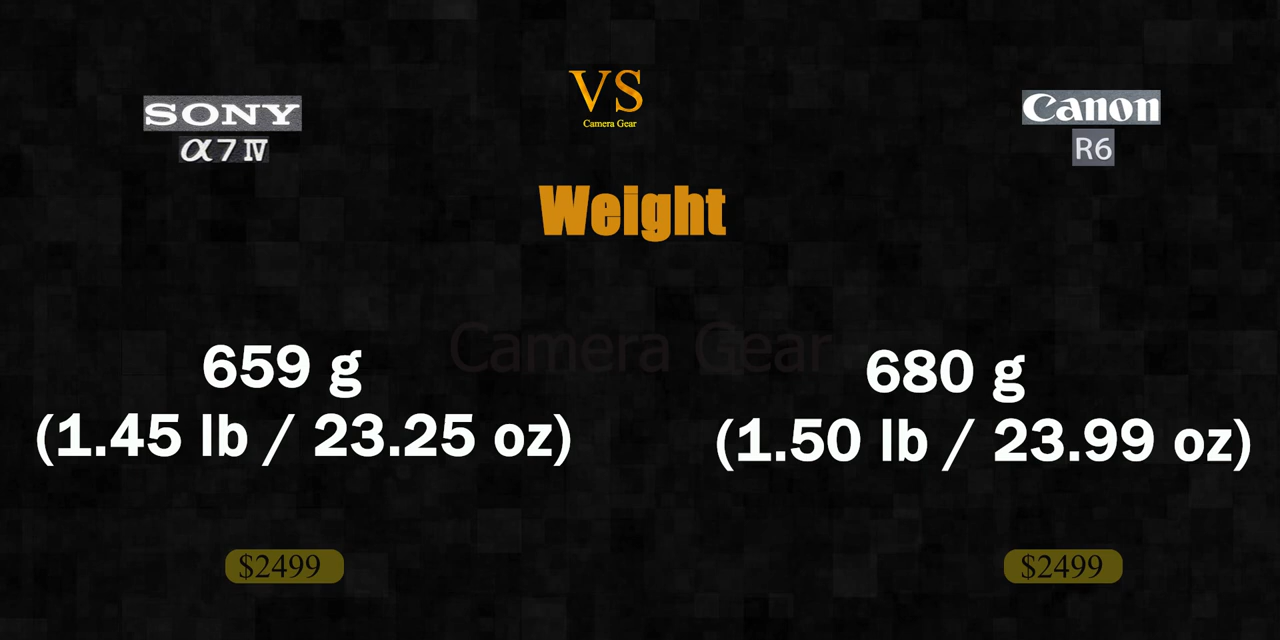 SONY
α7 IV
VS
Camera Gear
Canon
R6
Weight
Camera Gear
659 g
(1.45 lb / 23.25 oz)
680 g
(1.50 lb / 23.99 oz)
$2499
$2499